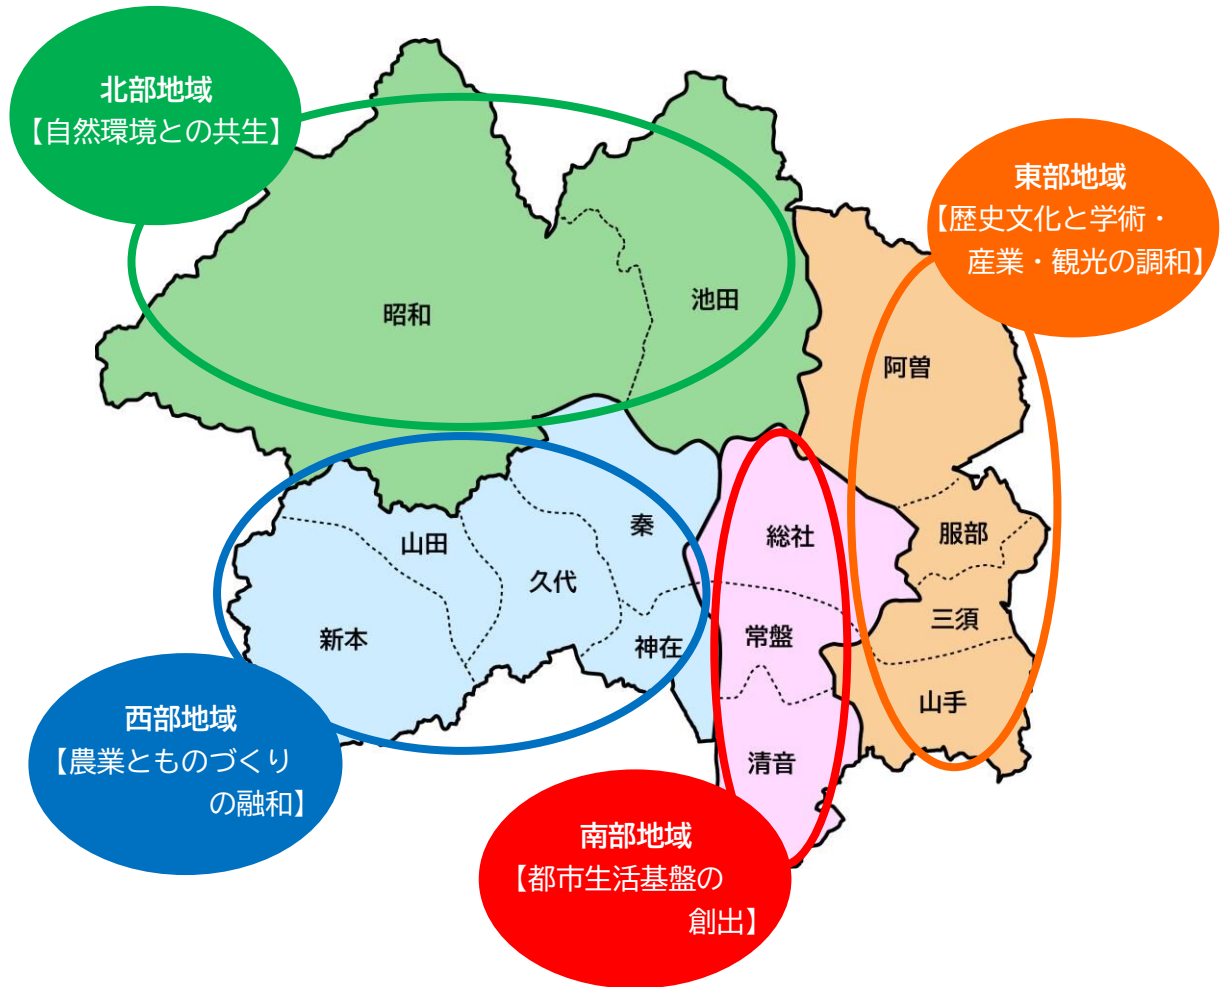 北部地域
【自然環境との共生】
東部地域
【歴史文化と学術・
産業・観光の調和】
昭和
池田
阿曽
秦
総社
服部
山田
久代
三須
新本
神在
常盤
山手
清音
西部地域
【農業とものづくり
の融和】
南部地域
【都市生活基盤の
創出】